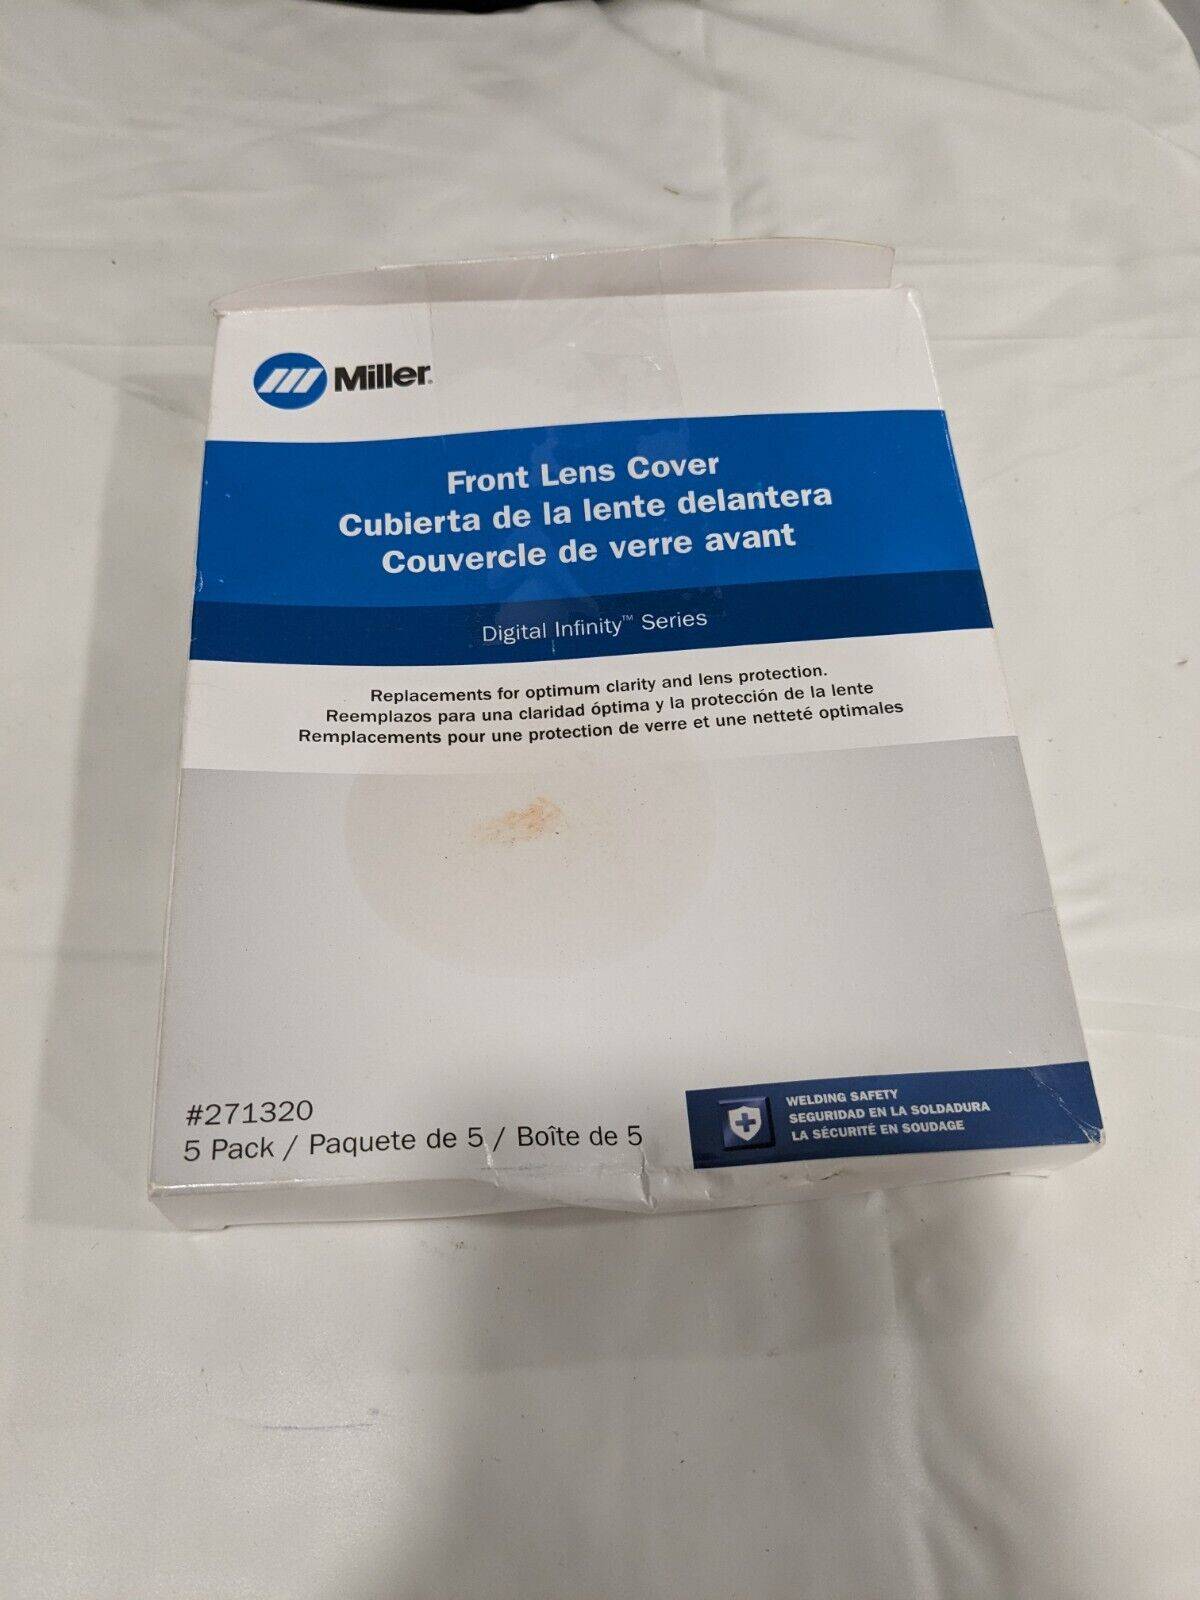 Miller.
Front Lens Cover
Cubierta de la lente delantera
Couvercle de verre avant
Digital Infinity™ Series
Replacements for optimum clarity and lens protection.
Reemplazos para una claridad óptima y la protección de la lente
Remplacements pour une protection de verre et une netteté optimales
#271320
5 Pack / Paquete de 5 / Boîte de 5
WELDING SAFETY
SEGURIDAD EN LA SOLDADURA
LA SÉCURITÉ EN SOUDAGE